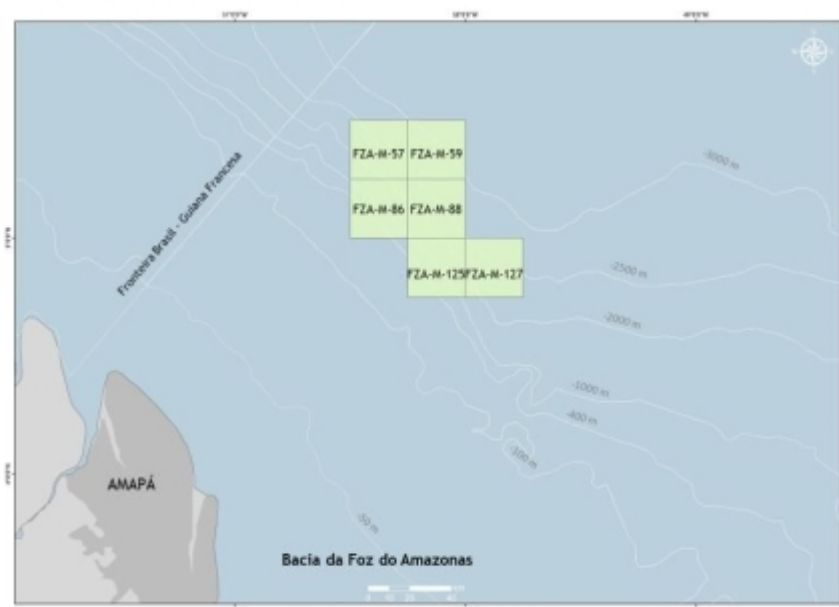 FZA-M-57 FZA-M-59
-3000 m
Fronteira Brasil - Guiana Francesa
FZA-M-86 FZA-M-88
FZA-M-125 FZA-M-127
-2500 m
-2000 m
-1000 m
-400 m
-100 m
AMAPÁ
-50 m
Bacia da Foz do Amazonas